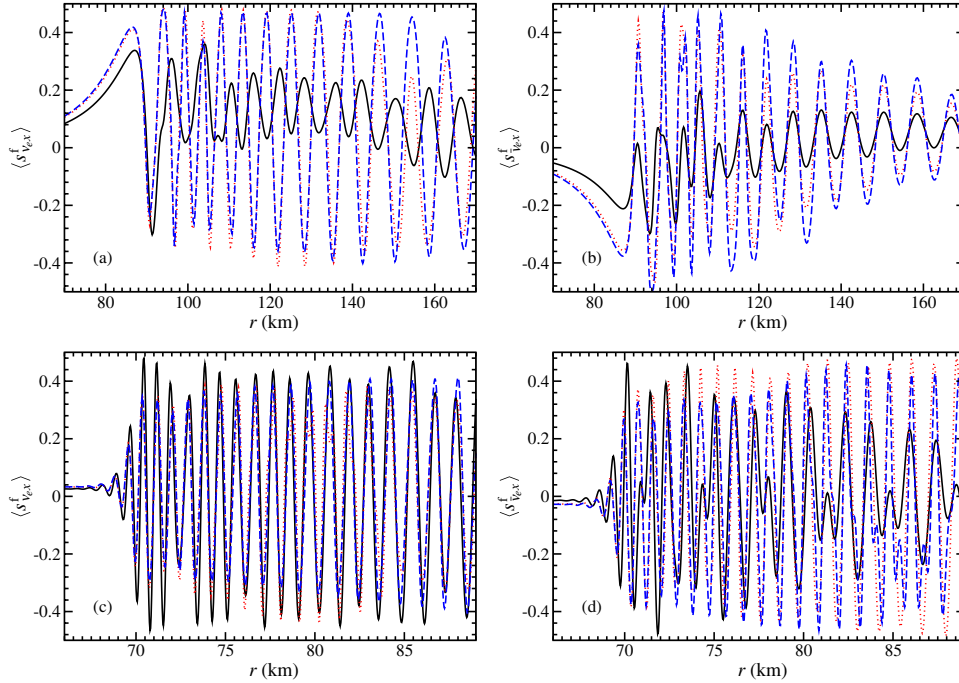 0.4
0.2
0
-0.2
-0.4
⟨s^f_{ν_e x}⟩
(a)
80 100 120 140 160
r (km)
0.4
0.2
0
-0.2
-0.4
⟨s^f_{ν̄_e x}⟩
(b)
80 100 120 140 160
r (km)
0.4
0.2
0
-0.2
-0.4
⟨s^f_{ν_e x}⟩
(c)
70 75 80 85
r (km)
0.4
0.2
0
-0.2
-0.4
⟨s^f_{ν̄_e x}⟩
(d)
70 75 80 85
r (km)